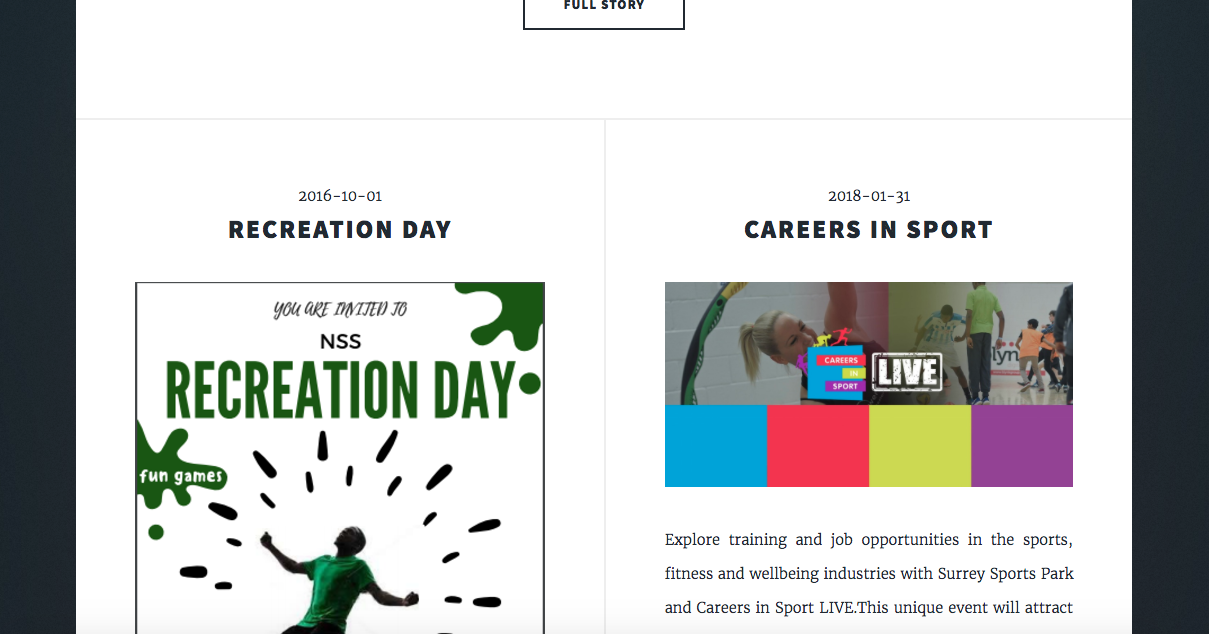 FULL STORY
2016-10-01
RECREATION DAY
YOU ARE INVITED TO
NSS
RECREATION DAY
fun games
2018-01-31
CAREERS IN SPORT
CAREERS
IN
SPORT
LIVE
lyn
Explore training and job opportunities in the sports,
fitness and wellbeing industries with Surrey Sports Park
and Careers in Sport LIVE.This unique event will attract